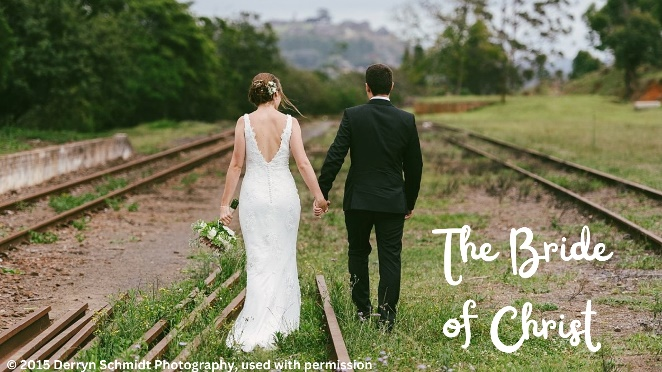 The Bride
of Christ
© 2015 Derryn Schmidt Photography, used with permission